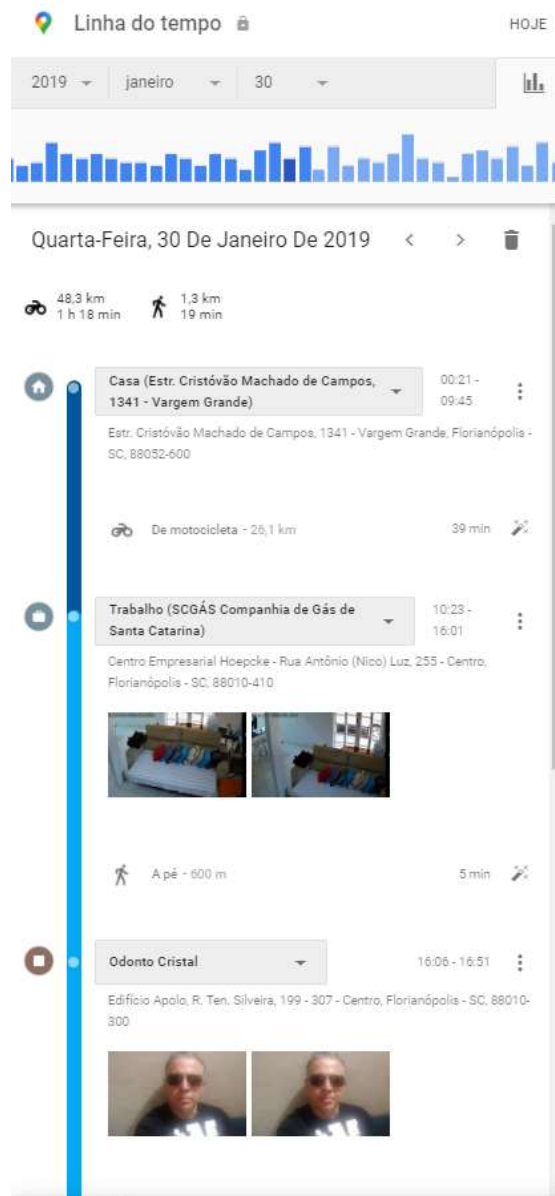 Linha do tempo
HOJE
2019 janeiro 30
Quarta-Feira, 30 De Janeiro De 2019
48,3 km
1 h 18 min
1,3 km
19 min
Casa (Estr. Cristóvão Machado de Campos,
1341 - Vargem Grande)
00:21 -
09:45
Estr. Cristóvão Machado de Campos, 1341 - Vargem Grande, Florianópolis -
SC, 88052-600
De motocicleta - 26,1 km
39 min
Trabalho (SCGÁS Companhia de Gás de
Santa Catarina)
10:23 -
16:01
Centro Empresarial Hoepcke - Rua Antônio (Nico) Luz, 255 - Centro,
Florianópolis - SC, 88010-410
A pé - 600 m
5 min
Odonto Cristal
16:06 - 16:51
Edifício Apolo, R. Ten. Silveira, 199 - 307 - Centro, Florianópolis - SC, 88010-
300